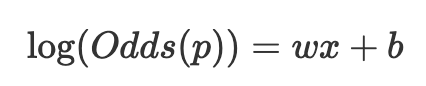 log(Odds(p)) = wx + b